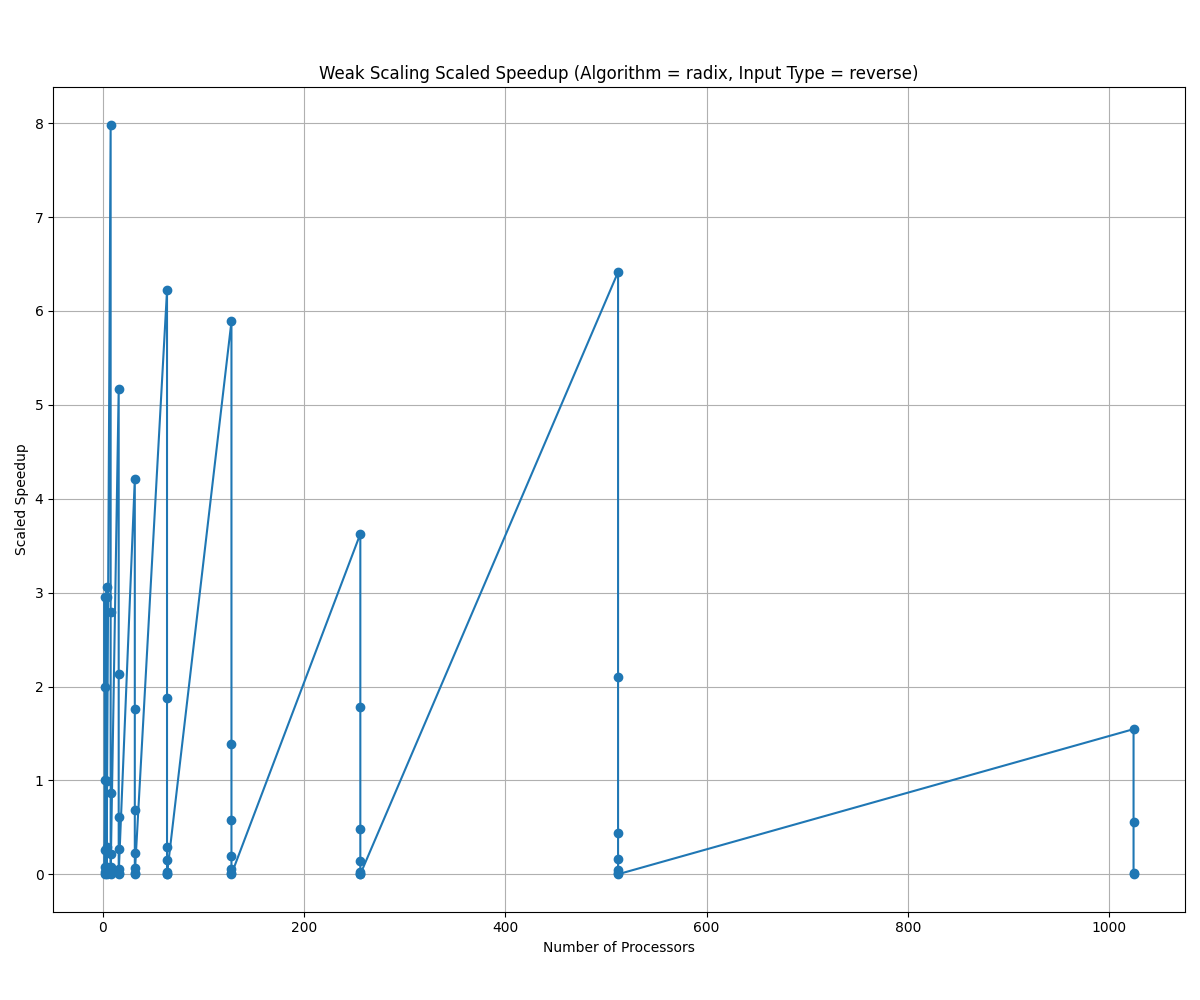 Weak Scaling Scaled Speedup (Algorithm = radix, Input Type = reverse)
8
7
6
5
4
3
2
1
0
Scaled Speedup
0 200 400 600 800 1000
Number of Processors